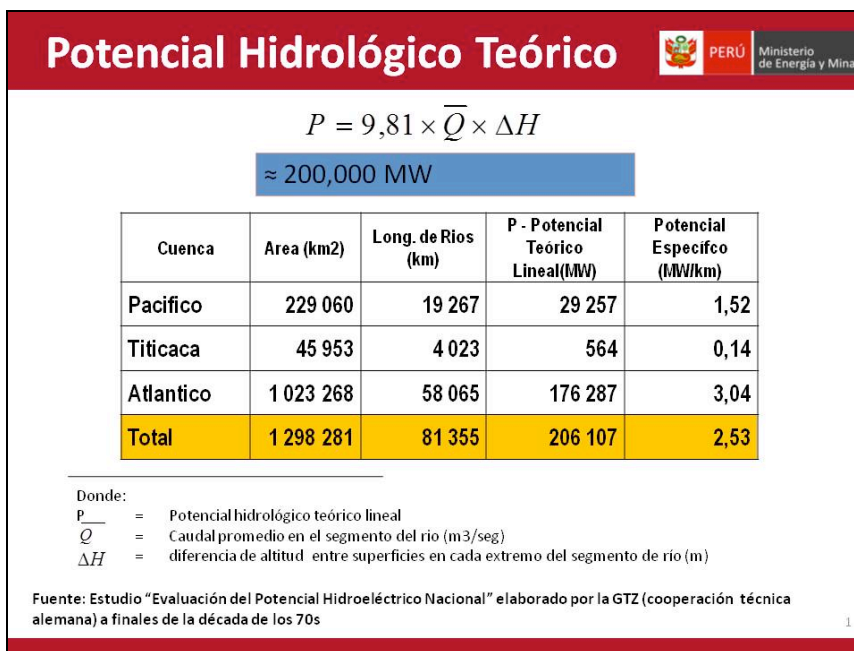 Potencial Hidrológico Teórico
PERÚ
Ministerio
de Energía y Mina
P = 9,81 × Q̅ × ΔH
≈ 200,000 MW
Cuenca | Area (km2) | Long. de Rios (km) | P - Potencial Teórico Lineal(MW) | Potencial Específco (MW/km)
Pacifico | 229 060 | 19 267 | 29 257 | 1,52
Titicaca | 45 953 | 4 023 | 564 | 0,14
Atlantico | 1 023 268 | 58 065 | 176 287 | 3,04
Total | 1 298 281 | 81 355 | 206 107 | 2,53
Donde:
P = Potencial hidrológico teórico lineal
Q̅ = Caudal promedio en el segmento del rio (m3/seg)
ΔH = diferencia de altitud entre superficies en cada extremo del segmento de río (m)
Fuente: Estudio “Evaluación del Potencial Hidroeléctrico Nacional” elaborado por la GTZ (cooperación técnica
alemana) a finales de la década de los 70s
1